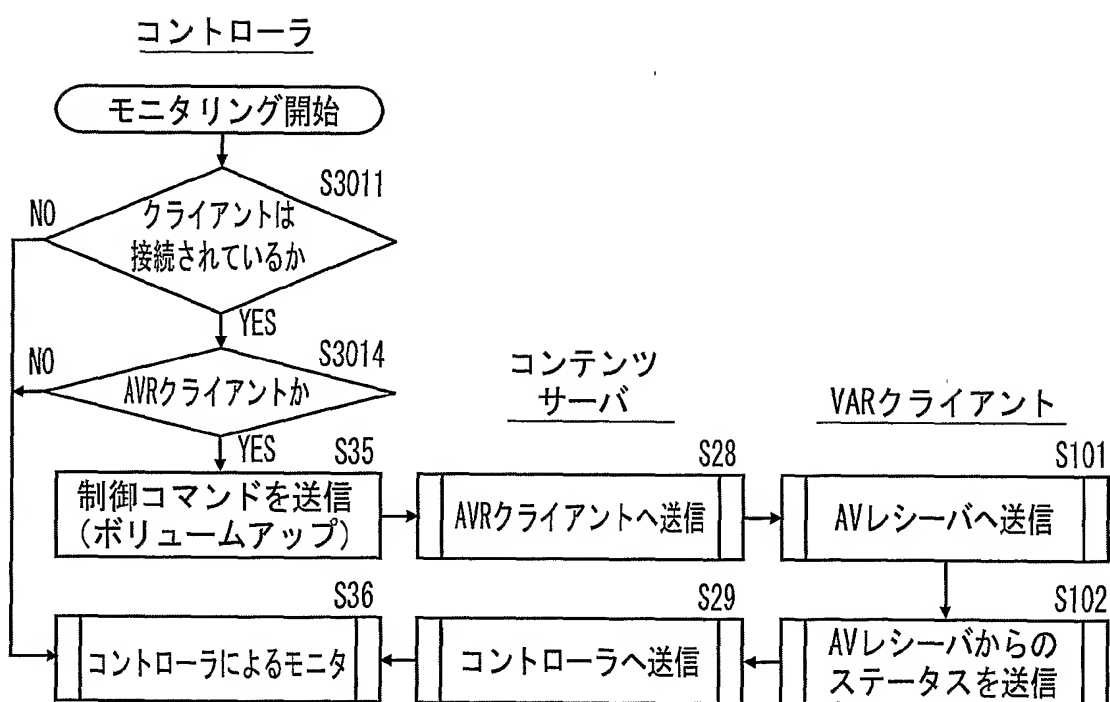 コントローラ
モニタリング開始
S3011
NO
クライアントは
接続されているか
YES
S3014
NO
AVRクライアントか
YES
コンテンツ
サーバ
VARクライアント
S35
制御コマンドを送信
(ボリュームアップ)
S28
AVRクライアントへ送信
S101
AVレシーバへ送信
S36
コントローラによるモニタ
S29
コントローラへ送信
S102
AVレシーバからの
ステータスを送信